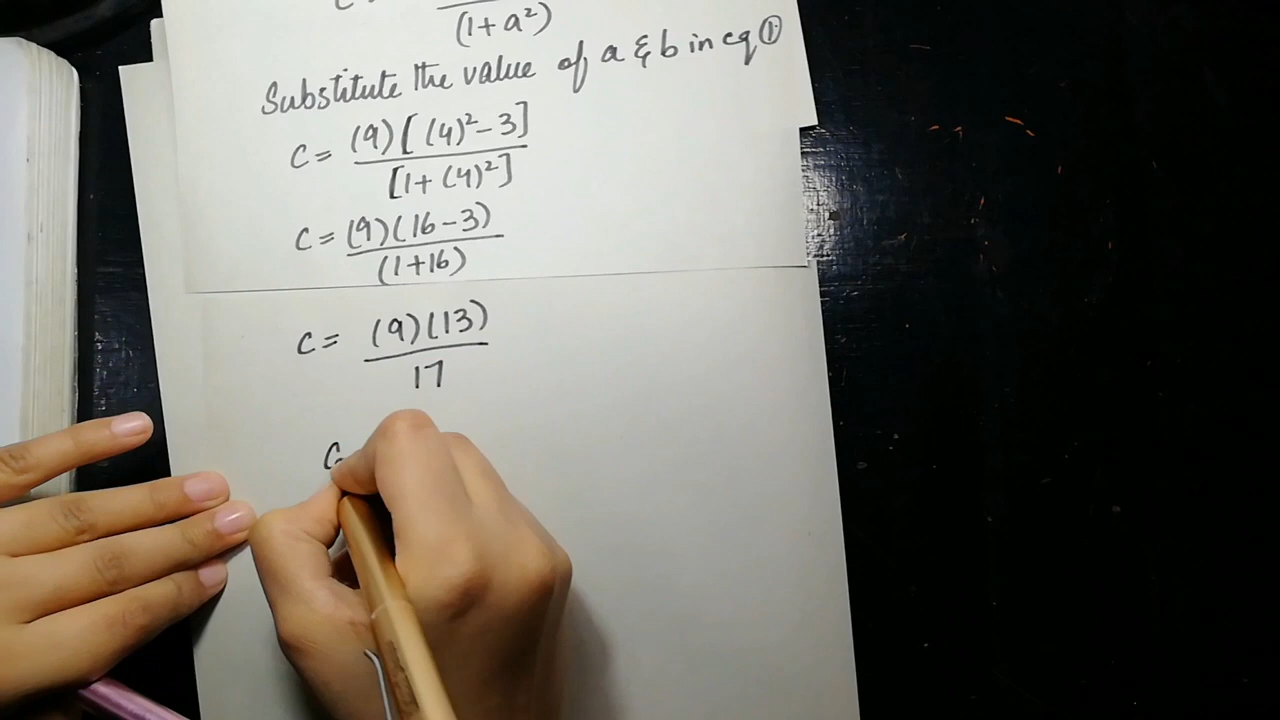 (1+a²)
Substitute the value of a & b in eq ①
C = (9)[(4)²-3]
[1+(4)²]
C = (9)(16-3)
(1+16)
C = (9)(13)
17
C